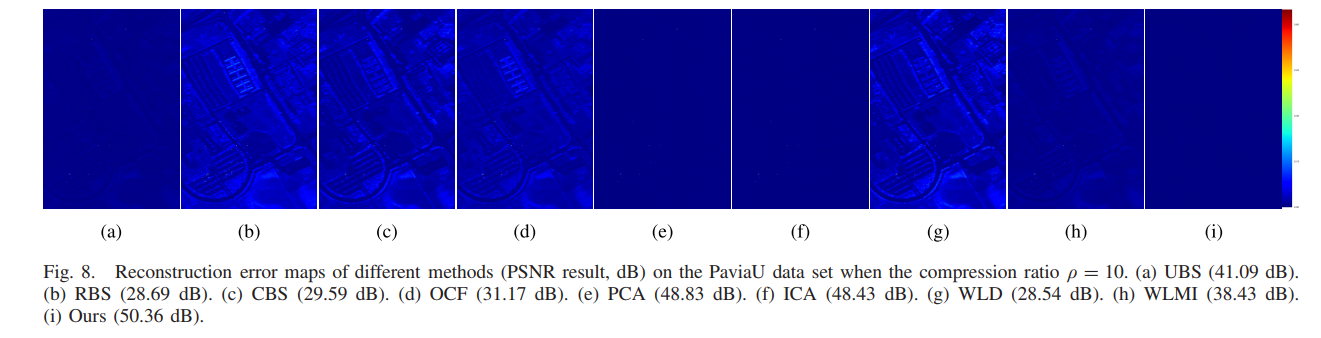 (a) (b) (c) (d) (e) (f) (g) (h) (i)
Fig. 8. Reconstruction error maps of different methods (PSNR result, dB) on the PaviaU data set when the compression ratio ρ = 10. (a) UBS (41.09 dB).
(b) RBS (28.69 dB). (c) CBS (29.59 dB). (d) OCF (31.17 dB). (e) PCA (48.83 dB). (f) ICA (48.43 dB). (g) WLD (28.54 dB). (h) WLMI (38.43 dB).
(i) Ours (50.36 dB).